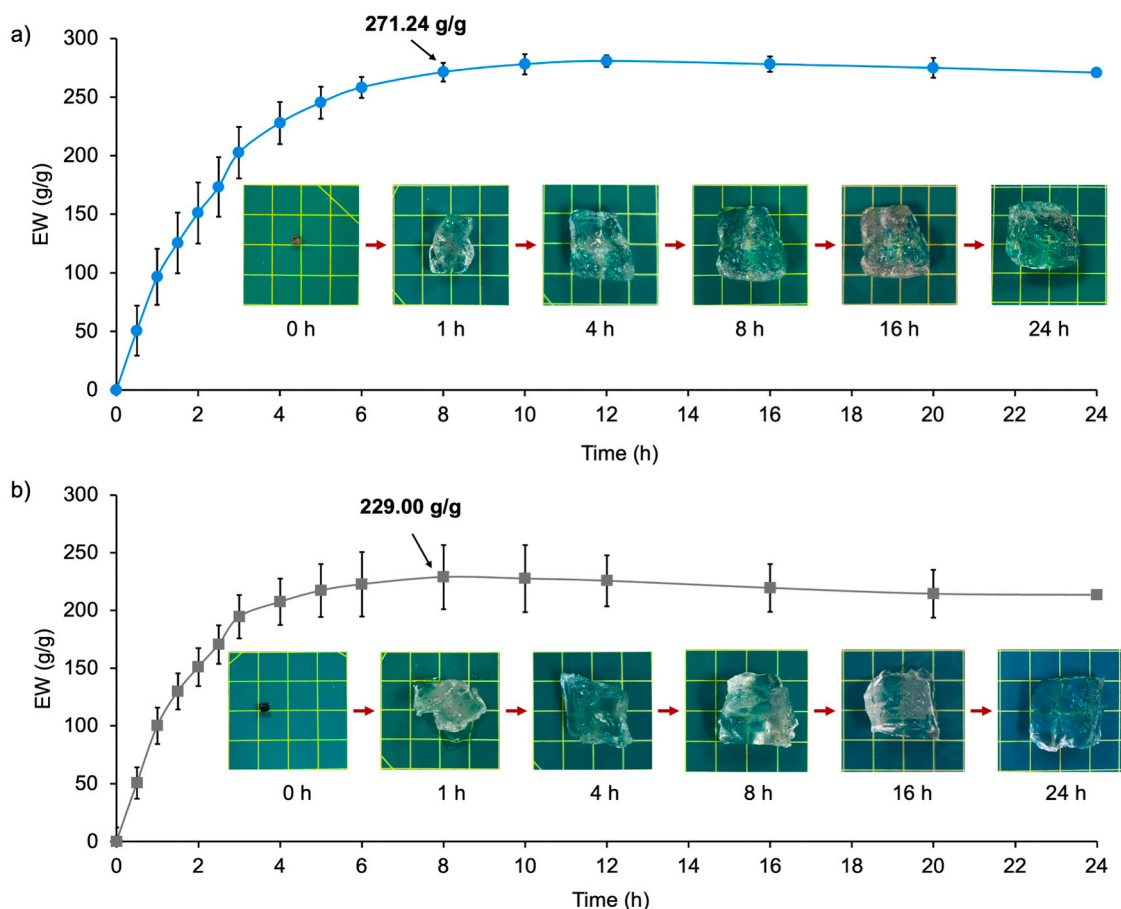 a)
271.24 g/g
EW (g/g)
300
250
200
150
100
50
0
0 h
1 h
4 h
8 h
16 h
24 h
0 2 4 6 8 10 12 14 16 18 20 22 24
Time (h)
b)
229.00 g/g
EW (g/g)
300
250
200
150
100
50
0
0 h
1 h
4 h
8 h
16 h
24 h
0 2 4 6 8 10 12 14 16 18 20 22 24
Time (h)